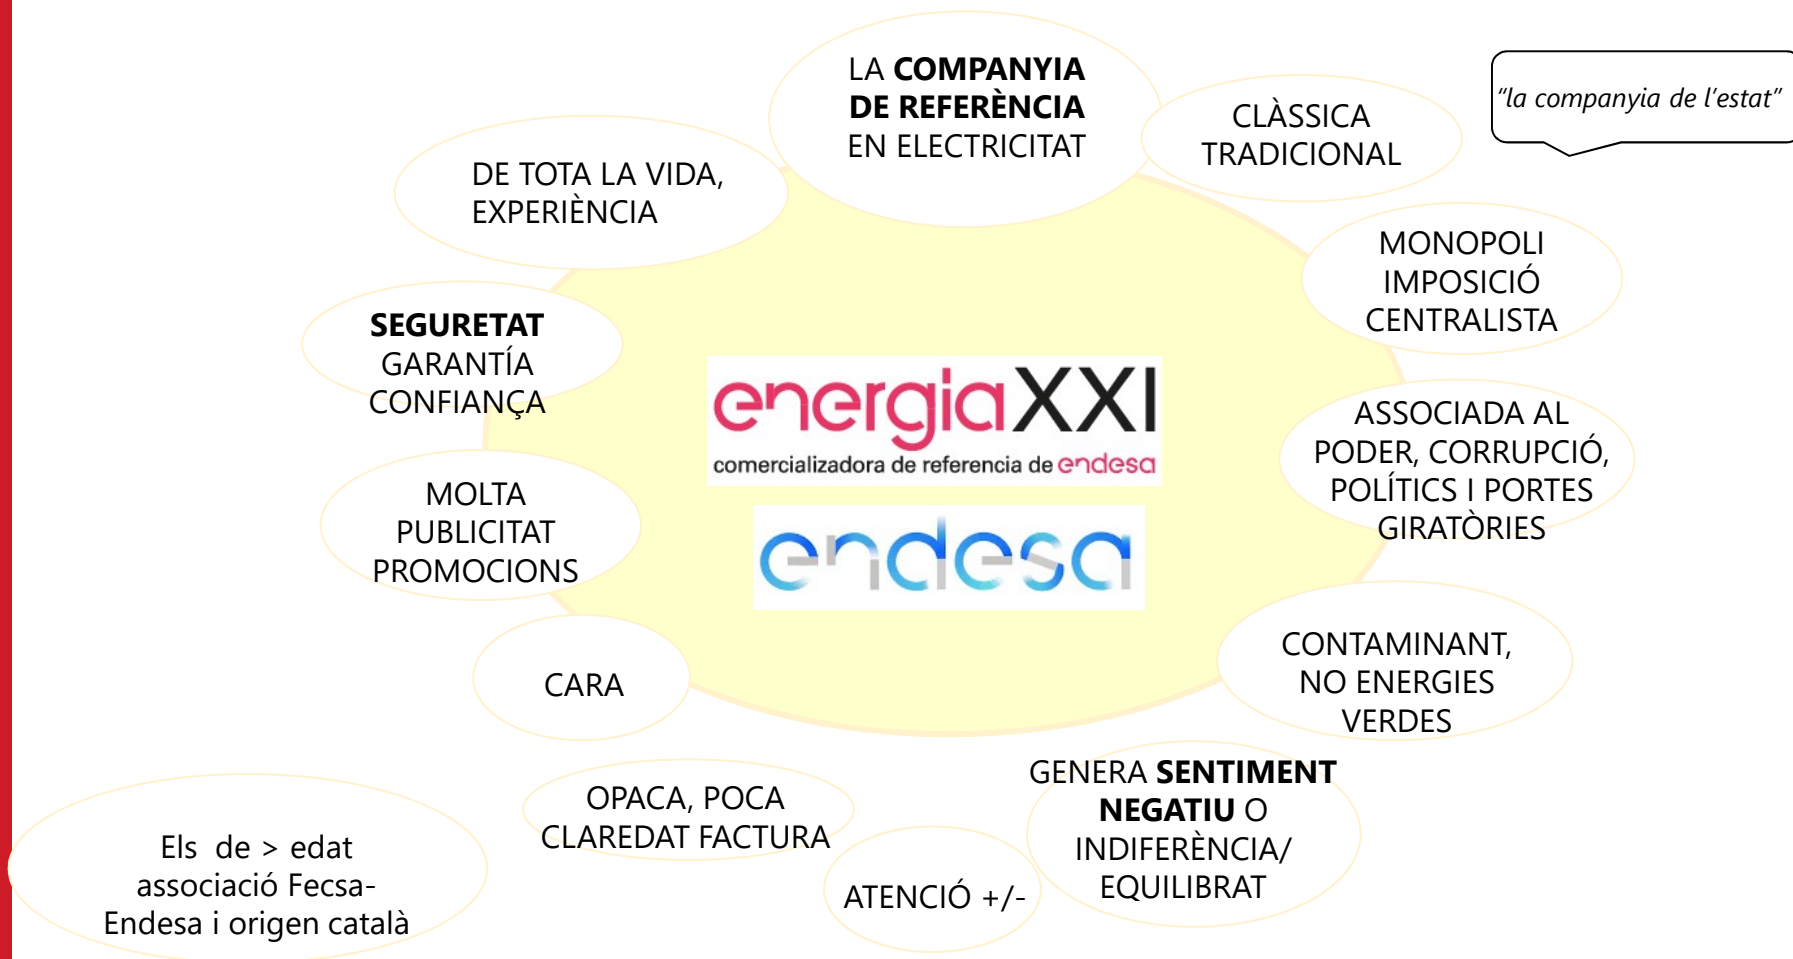 LA COMPANYIA
DE REFERÈNCIA
EN ELECTRICITAT
CLÀSSICA
TRADICIONAL
“la companyia de l’estat”
DE TOTA LA VIDA,
EXPERIÈNCIA
MONOPOLI
IMPOSICIÓ
CENTRALISTA
SEGURETAT
GARANTÍA
CONFIANÇA
energiaXXI
comercializadora de referencia de endesa
ASSOCIADA AL
PODER, CORRUPCIÓ,
POLÍTICS I PORTES
GIRATÒRIES
MOLTA
PUBLICITAT
PROMOCIONS
endesa
CONTAMINANT,
NO ENERGIES
VERDES
CARA
GENERA SENTIMENT
NEGATIU O
INDIFERÈNCIA/
EQUILIBRAT
OPACA, POCA
CLAREDAT FACTURA
ATENCIÓ +/-
Els de > edat
associació Fecsa-
Endesa i origen català